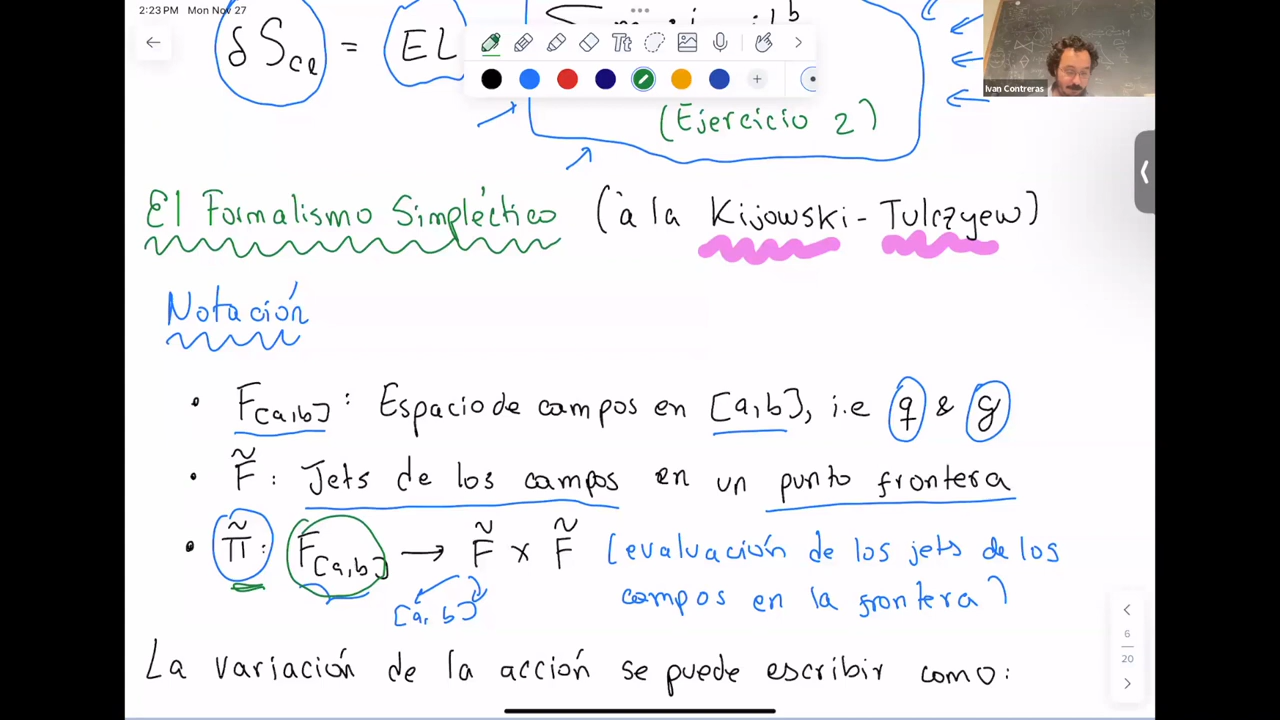 2:23 PM Mon Nov 27
δS_{cl} = EL
b
Ivan Contreras
(Ejercicio 2)
El Formalismo Simpléctico (à la Kijowski-Tulczyew)
Notación
• F_{[a,b]}: Espacio de campos en [a,b], i.e q & g
• F̃: Jets de los campos en un punto frontera
• π̃: F_{[a,b]} → F̃ x F̃ (evaluación de los jets de los
[a, b] campos en la frontera)
La variación de la acción se puede escribir como:
6
20